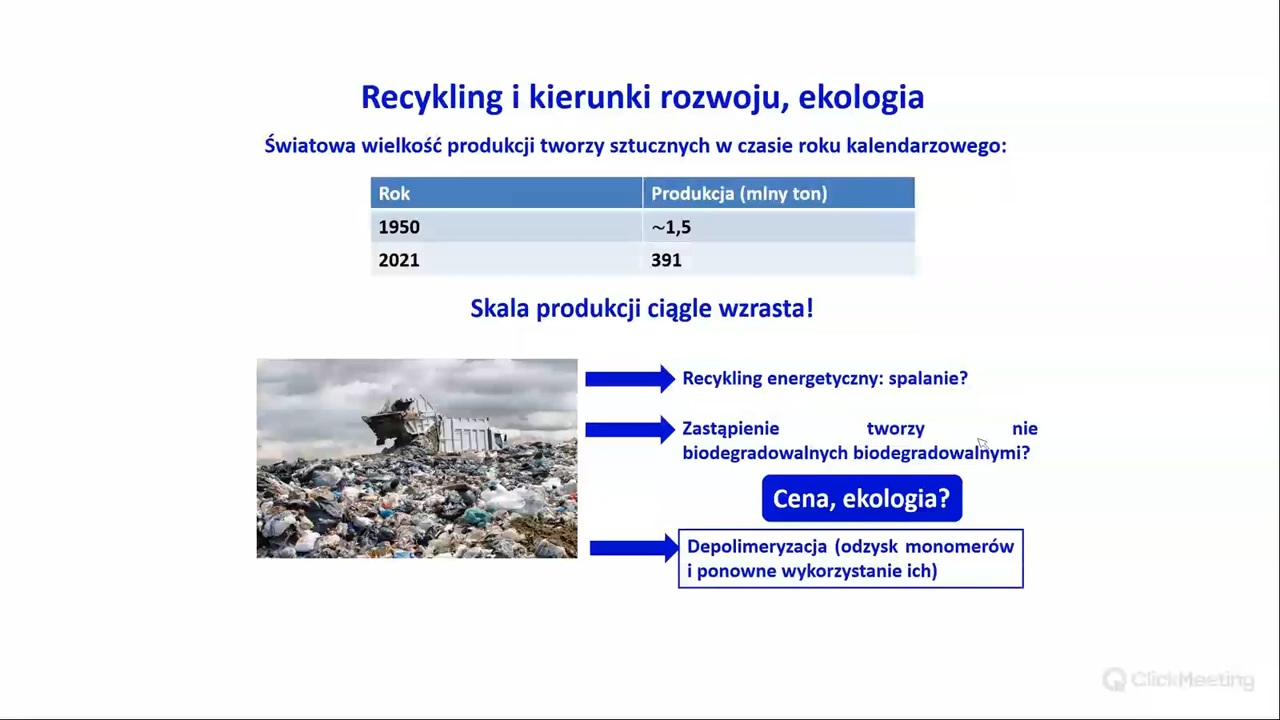 Recykling i kierunki rozwoju, ekologia
Światowa wielkość produkcji tworzy sztucznych w czasie roku kalendarzowego:
Rok Produkcja (mlny ton)
1950 ~1,5
2021 391
Skala produkcji ciągle wzrasta!
Recykling energetyczny: spalanie?
Zastąpienie tworzy nie
biodegradowalnych biodegradowalnymi?
Cena, ekologia?
Depolimeryzacja (odzysk monomerów
i ponowne wykorzystanie ich)
ClickMeeting